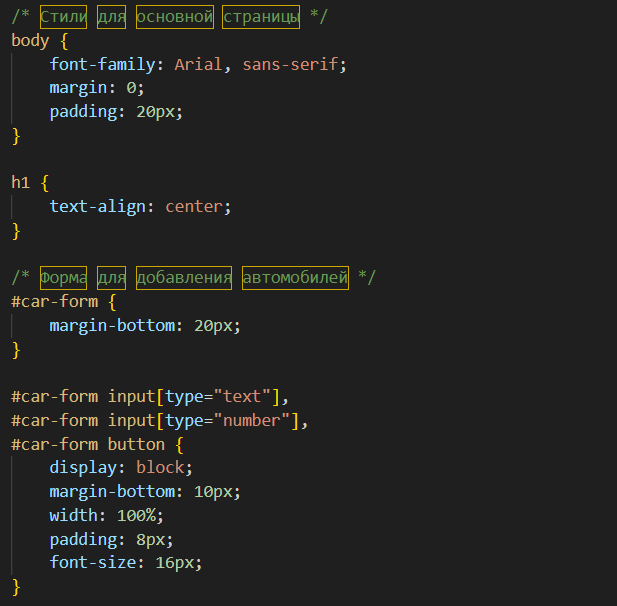 /* Стили для основной страницы */
body {
    font-family: Arial, sans-serif;
    margin: 0;
    padding: 20px;
}
h1 {
    text-align: center;
}
/* Форма для добавления автомобилей */
#car-form {
    margin-bottom: 20px;
}
#car-form input[type="text"],
#car-form input[type="number"],
#car-form button {
    display: block;
    margin-bottom: 10px;
    width: 100%;
    padding: 8px;
    font-size: 16px;
}